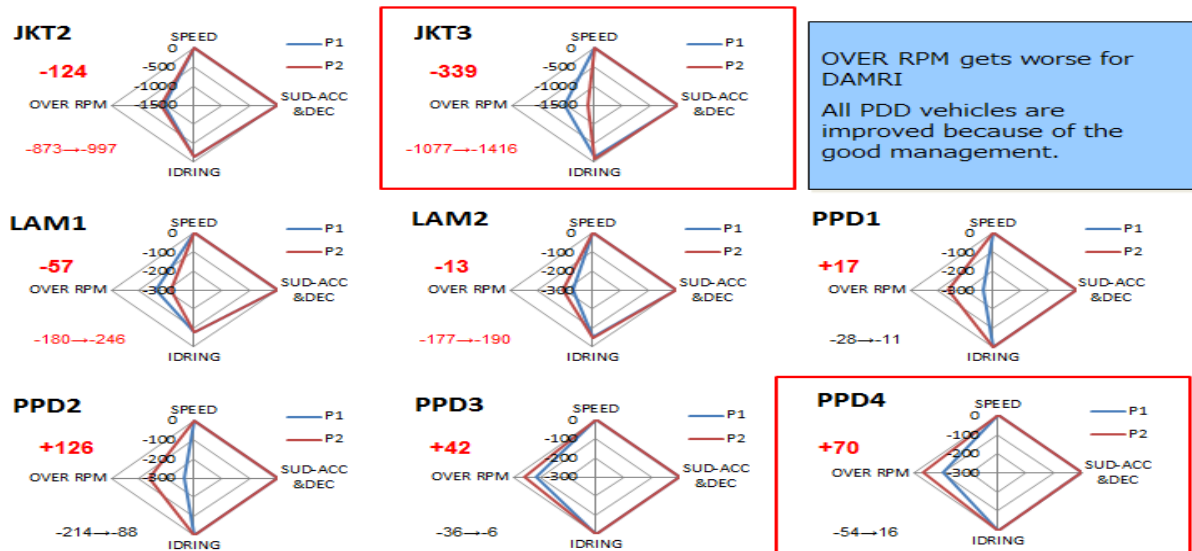 JKT2
-124
-873→-997
SPEED
0
-500
-1000
-1500
OVER RPM
SUD-ACC
&DEC
IDRING
P1
P2
JKT3
-339
-1077→-1416
SPEED
0
-500
-1000
-1500
OVER RPM
SUD-ACC
&DEC
IDRING
P1
P2
OVER RPM gets worse for
DAMRI
All PDD vehicles are
improved because of the
good management.
LAM1
-57
-180→-246
SPEED
0
-100
-200
-300
OVER RPM
SUD-ACC
&DEC
IDRING
P1
P2
LAM2
-13
-177→-190
SPEED
0
-100
-200
-300
OVER RPM
SUD-ACC
&DEC
IDRING
P1
P2
PPD1
+17
-28→-11
SPEED
0
-100
-200
-300
OVER RPM
SUD-ACC
&DEC
IDRING
P1
P2
PPD2
+126
-214→-88
SPEED
0
-100
-200
-300
OVER RPM
SUD-ACC
&DEC
IDRING
P1
P2
PPD3
+42
-36→-6
SPEED
0
-100
-200
-300
OVER RPM
SUD-ACC
&DEC
IDRING
P1
P2
PPD4
+70
-54→16
SPEED
0
-100
-200
-300
OVER RPM
SUD-ACC
&DEC
IDRING
P1
P2